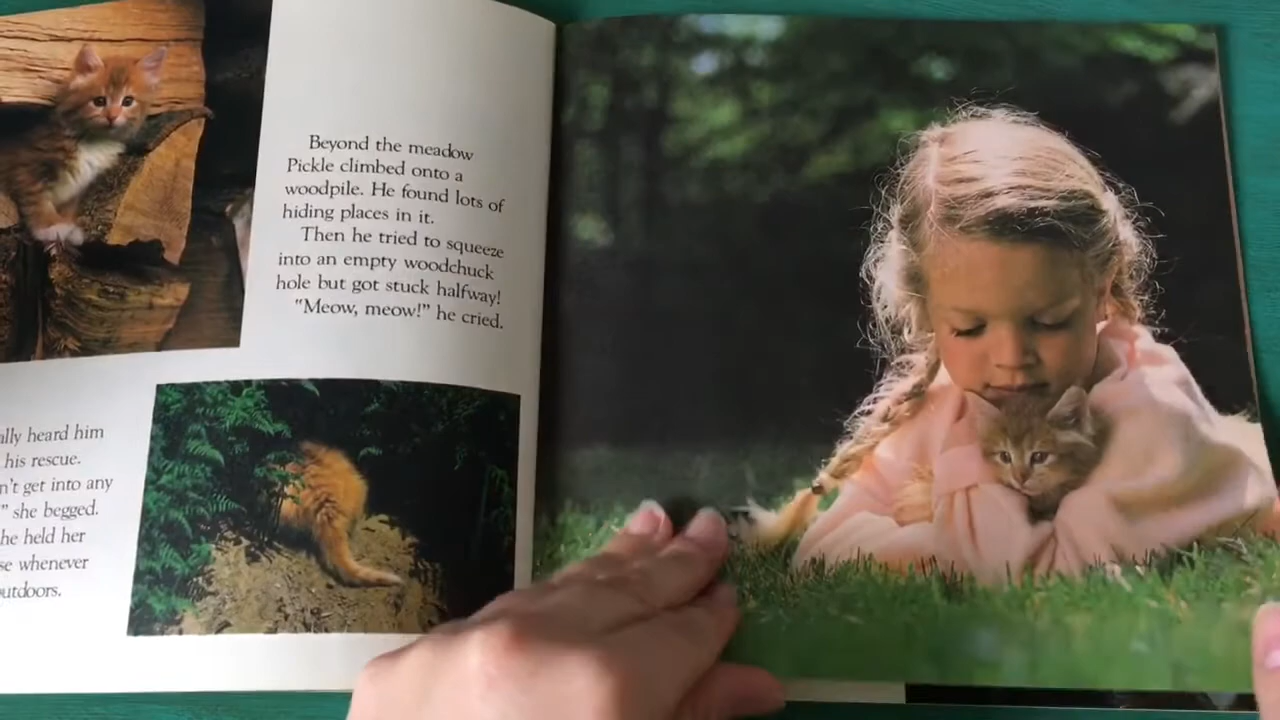 Beyond the meadow
Pickle climbed onto a
woodpile. He found lots of
hiding places in it.
Then he tried to squeeze
into an empty woodchuck
hole but got stuck halfway!
"Meow, meow!" he cried.
heard him
his rescue.
get into any
" she begged.
held her
whenever